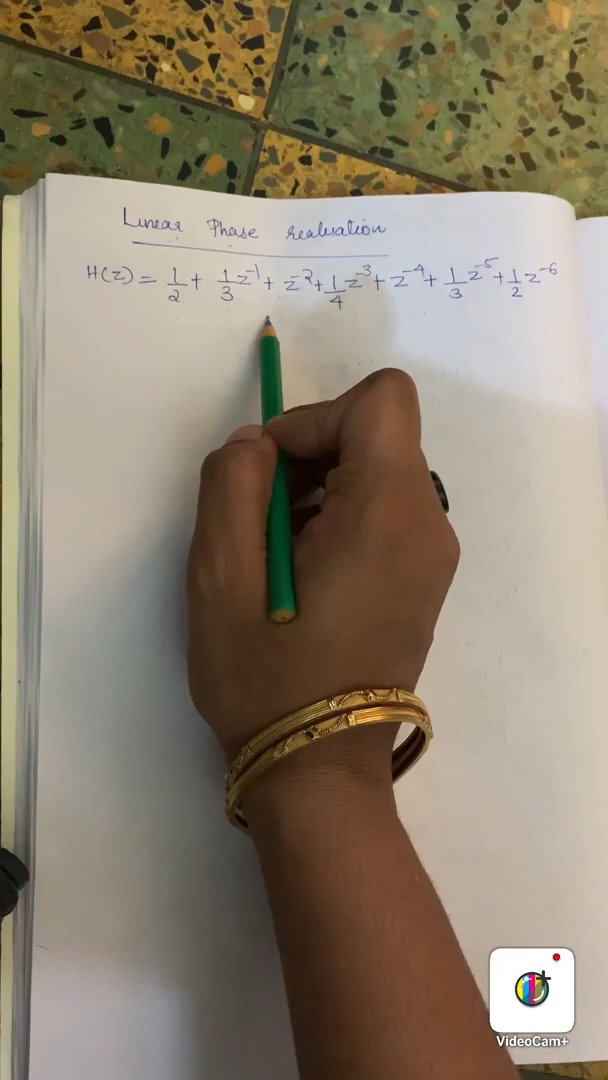 Linear Phase realisation
H(Z) = 1/2 + 1/3 z^-1 + z^-2 + 1/4 z^-3 + z^-4 + 1/3 z^-5 + 1/2 z^-6
VideoCam+